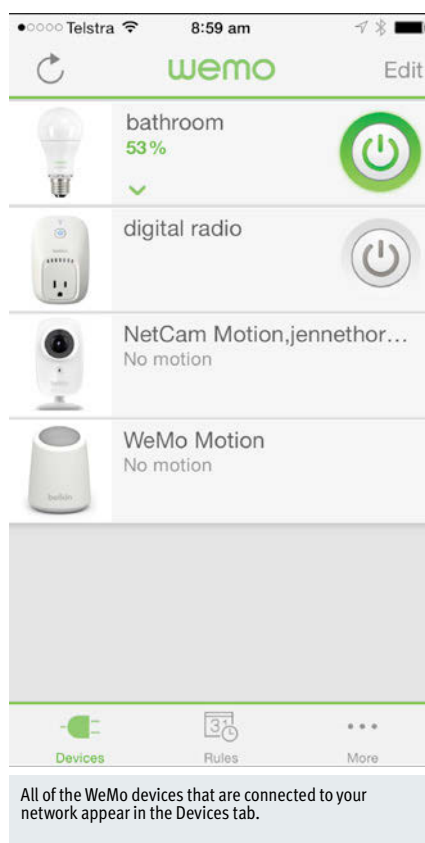 Telstra 8:59 am
wemo Edit
bathroom
53%
digital radio
NetCam Motion,jennethor...
No motion
WeMo Motion
No motion
belkin
31
Devices Rules More
All of the WeMo devices that are connected to your
network appear in the Devices tab.